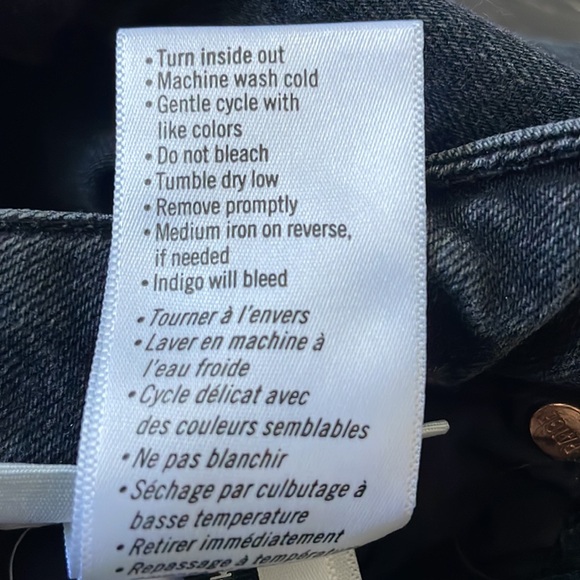 • Turn inside out
• Machine wash cold
• Gentle cycle with
like colors
• Do not bleach
• Tumble dry low
• Remove promptly
• Medium iron on reverse,
if needed
• Indigo will bleed
• Tourner à l'envers
• Laver en machine à
l'eau froide
• Cycle délicat avec
des couleurs semblables
• Ne pas blanchir
• Séchage par culbutage à
basse temperature
• Retirer immédiatement
• Repassage à